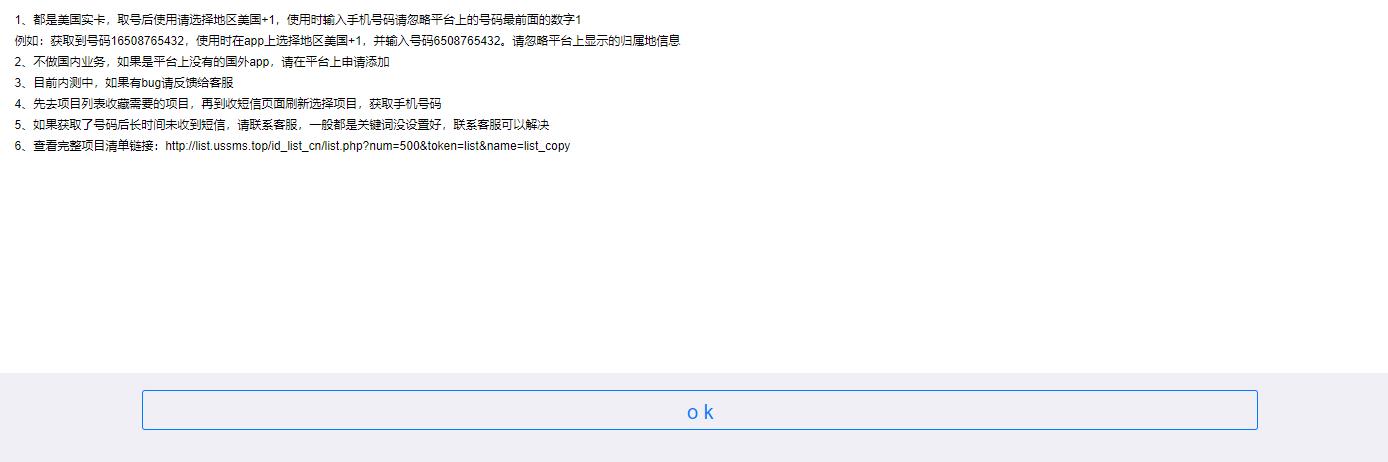 1、都是美国实卡，取号后使用请选择地区美国+1，使用时输入手机号码请忽略平台上的号码最前面的数字1
例如：获取到号码16508765432，使用时在app上选择地区美国+1，并输入号码6508765432。请忽略平台上显示的归属地信息
2、不做国内业务，如果是平台上没有的国外app，请在平台上申请添加
3、目前内测中，如果有bug请反馈给客服
4、先去项目列表收藏需要的项目，再到收短信页面刷新选择项目，获取手机号码
5、如果获取了号码后长时间未收到短信，请联系客服，一般都是关键词没设置好，联系客服可以解决
6、查看完整项目清单链接：http://list.ussms.top/id_list_cn/list.php?num=500&token=list&name=list_copy
ok